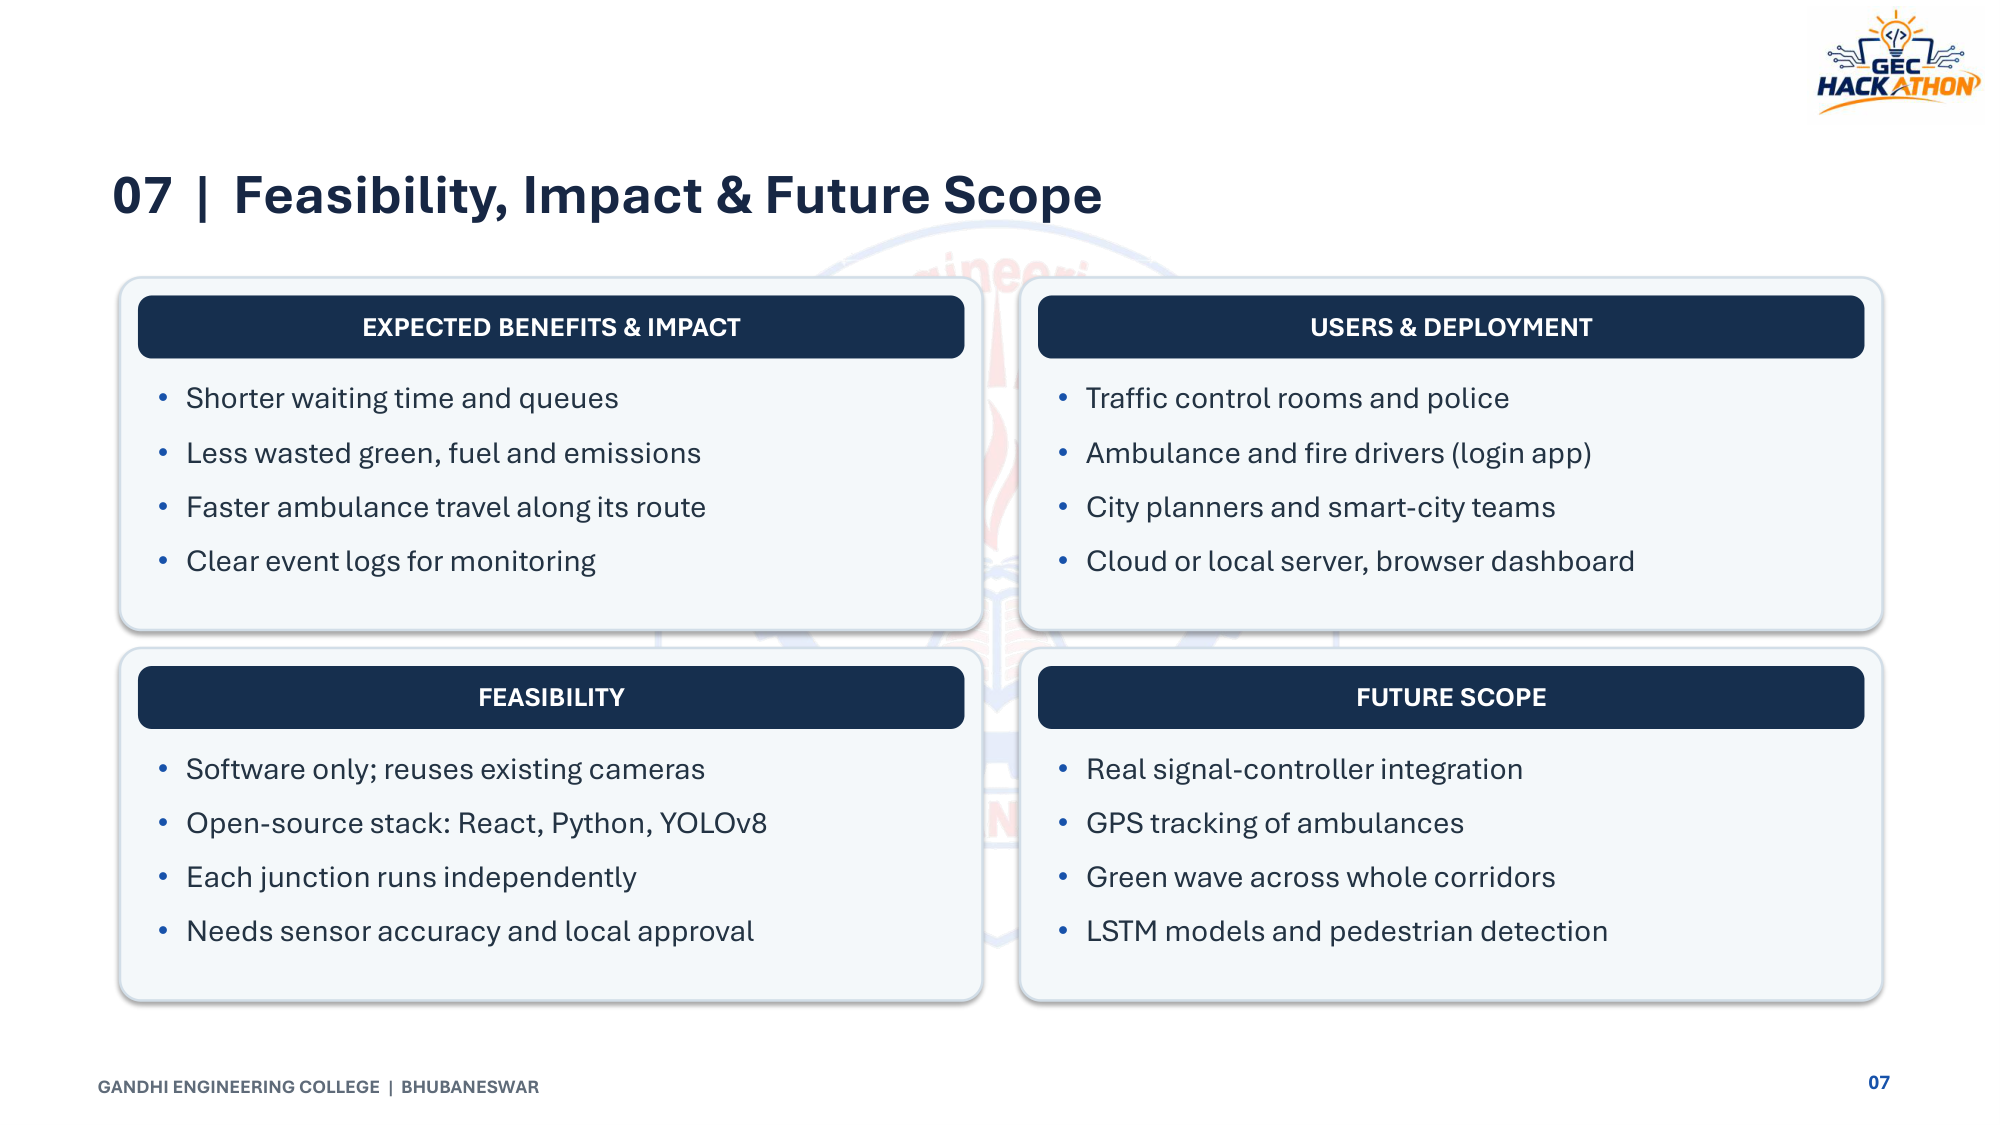 GEC
HACKATHON
07 | Feasibility, Impact & Future Scope
EXPECTED BENEFITS & IMPACT
• Shorter waiting time and queues
• Less wasted green, fuel and emissions
• Faster ambulance travel along its route
• Clear event logs for monitoring
USERS & DEPLOYMENT
• Traffic control rooms and police
• Ambulance and fire drivers (login app)
• City planners and smart-city teams
• Cloud or local server, browser dashboard
FEASIBILITY
• Software only; reuses existing cameras
• Open-source stack: React, Python, YOLOv8
• Each junction runs independently
• Needs sensor accuracy and local approval
FUTURE SCOPE
• Real signal-controller integration
• GPS tracking of ambulances
• Green wave across whole corridors
• LSTM models and pedestrian detection
GANDHI ENGINEERING COLLEGE | BHUBANESWAR
07